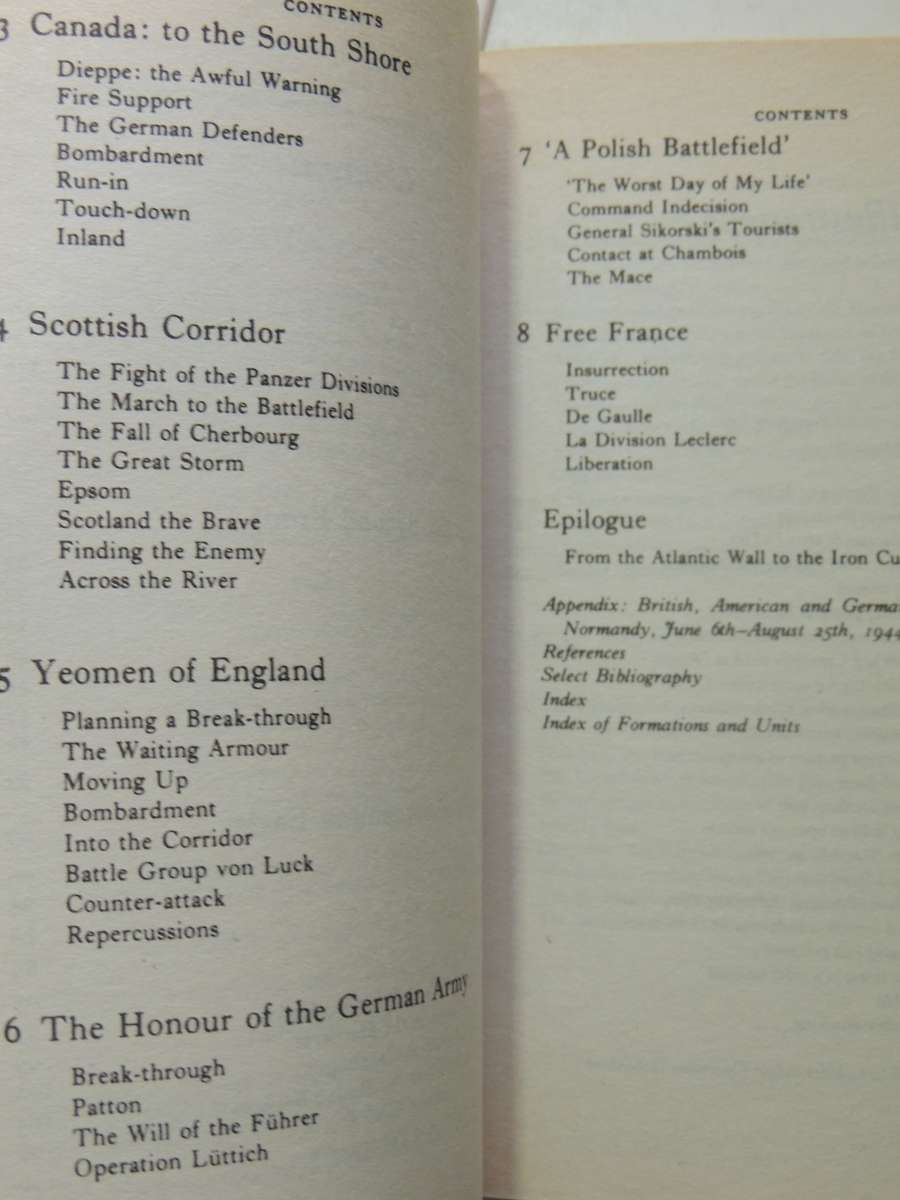 CONTENTS
3 Canada: to the South Shore
Dieppe: the Awful Warning
Fire Support
The German Defenders
Bombardment
Run-in
Touch-down
Inland
4 Scottish Corridor
The Fight of the Panzer Divisions
The March to the Battlefield
The Fall of Cherbourg
The Great Storm
Epsom
Scotland the Brave
Finding the Enemy
Across the River
5 Yeomen of England
Planning a Break-through
The Waiting Armour
Moving Up
Bombardment
Into the Corridor
Battle Group von Luck
Counter-attack
Repercussions
6 The Honour of the German Army
Break-through
Patton
The Will of the Führer
Operation Lüttich
CONTENTS
7 ‘A Polish Battlefield’
‘The Worst Day of My Life’
Command Indecision
General Sikorski's Tourists
Contact at Chambois
The Mace
8 Free France
Insurrection
Truce
De Gaulle
La Division Leclerc
Liberation
Epilogue
From the Atlantic Wall to the Iron Cu
Appendix: British, American and Germa
Normandy, June 6th–August 25th, 1944
References
Select Bibliography
Index
Index of Formations and Units